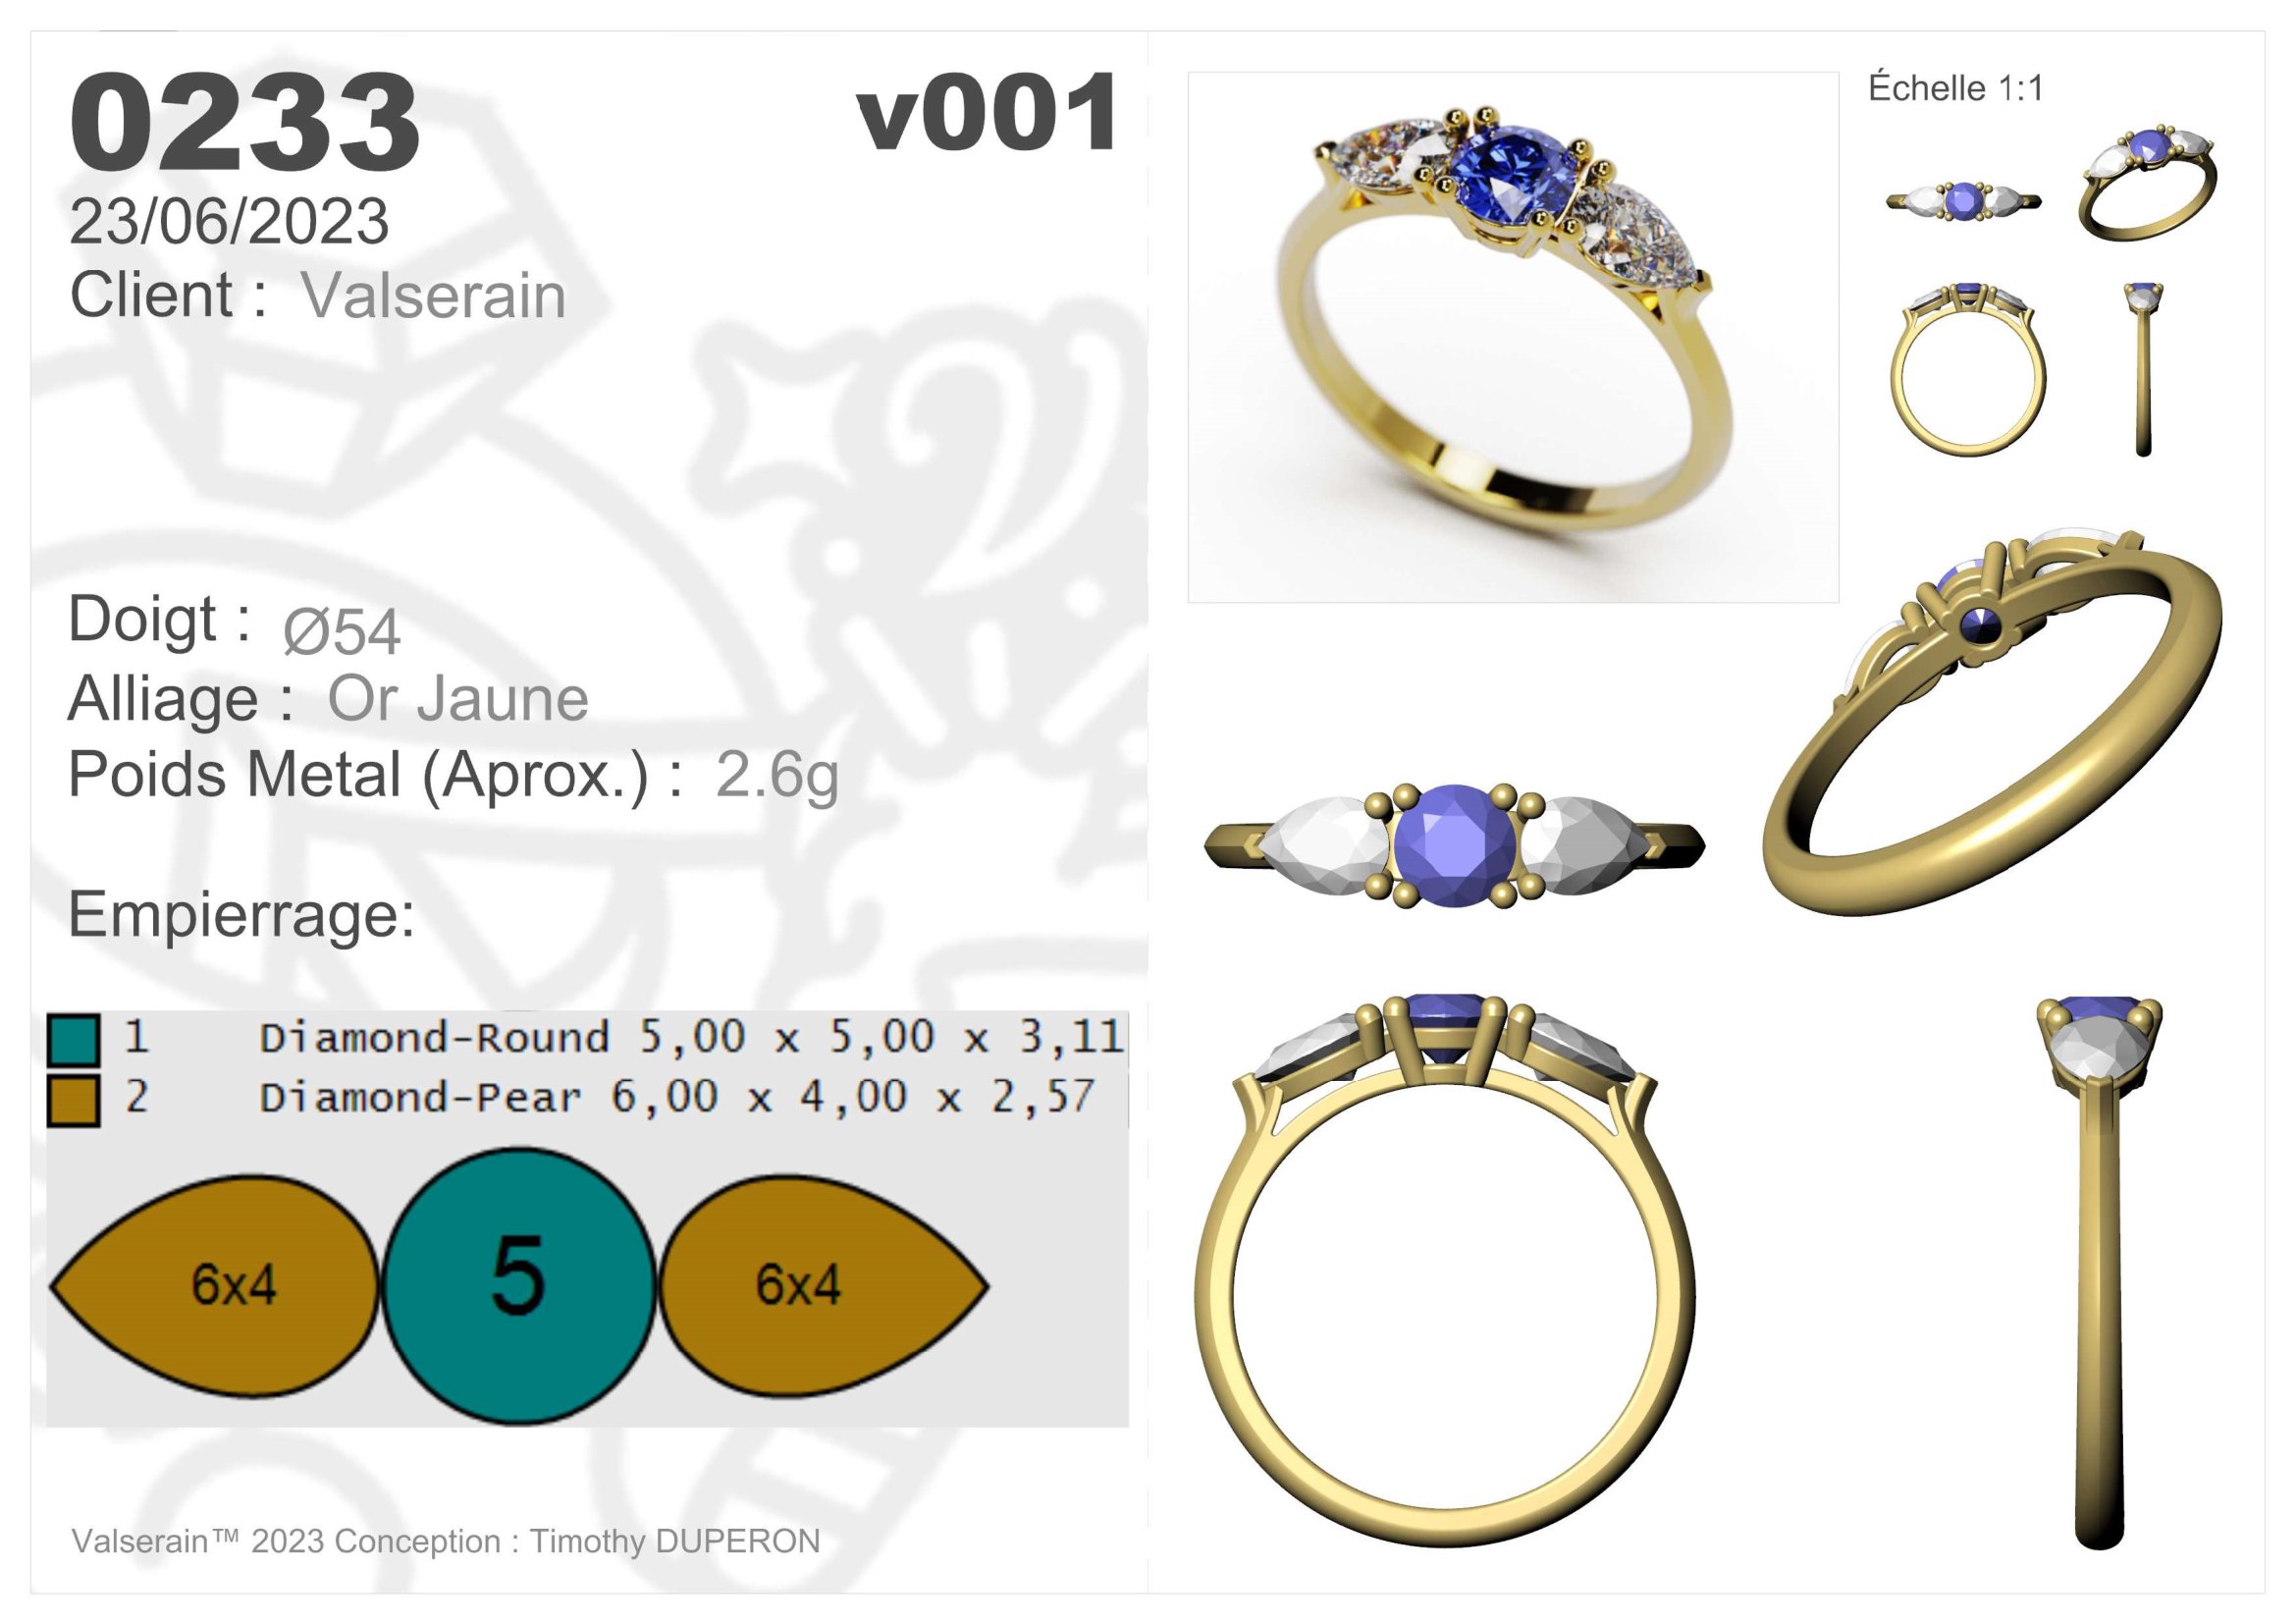 0233
v001
23/06/2023
Client : Valserain
Doigt : Ø54
Alliage : Or Jaune
Poids Metal (Aprox.) : 2.6g
Empierrage:
1 Diamond-Round 5,00 x 5,00 x 3,11
2 Diamond-Pear 6,00 x 4,00 x 2,57
6x4 5 6x4
Valserain™ 2023 Conception : Timothy DUPERON
Échelle 1:1